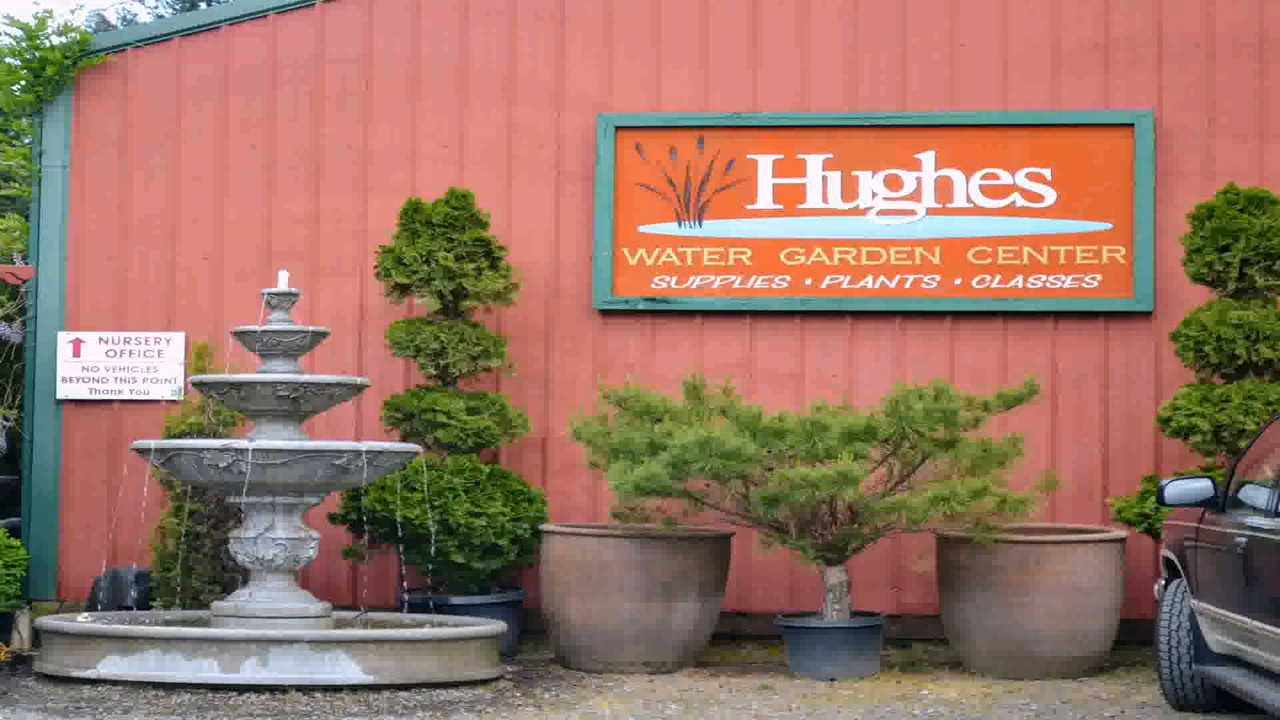 Hughes
WATER GARDEN CENTER
SUPPLIES • PLANTS • CLASSES
NURSERY
OFFICE
NO VEHICLES
BEYOND THIS POINT
Thank You